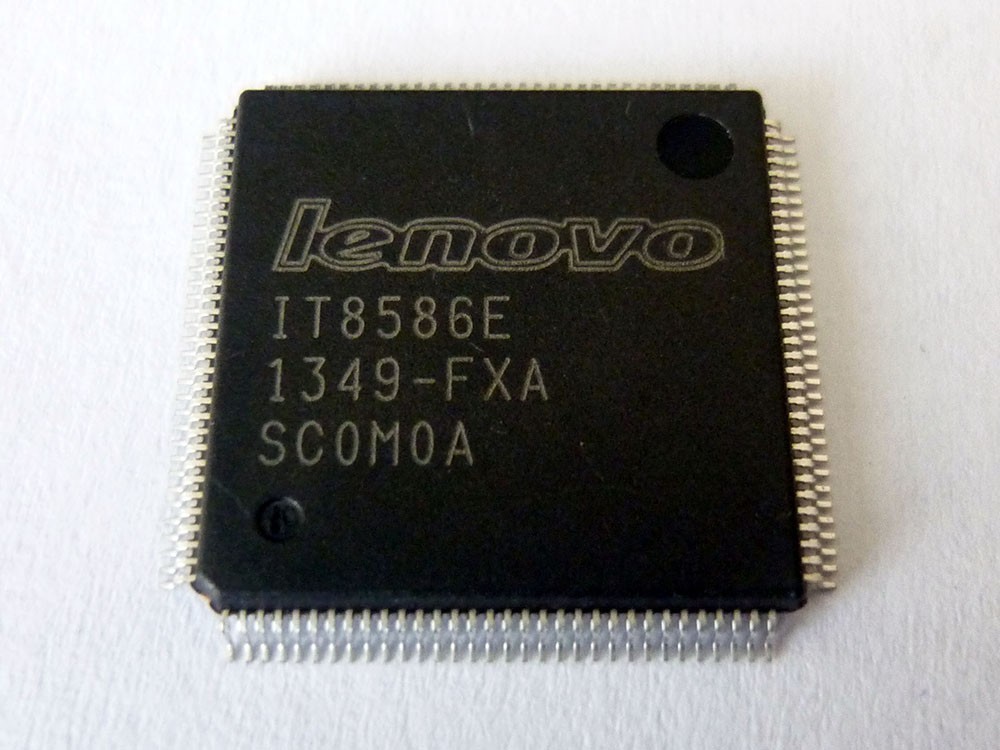 lenovo
IT8586E
1349-FXA
SC0M0A